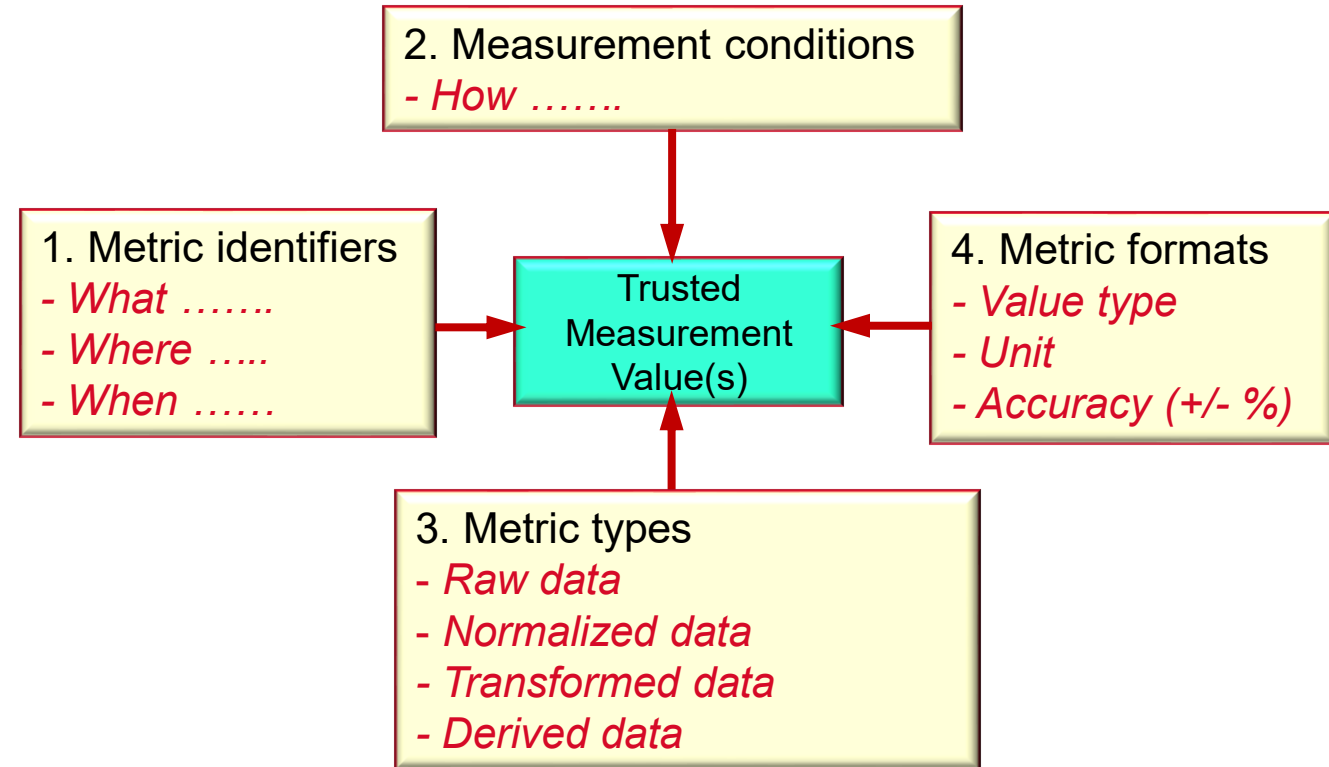 2. Measurement conditions
- How ........
1. Metric identifiers
- What ........
- Where .....
- When ......
Trusted
Measurement
Value(s)
4. Metric formats
- Value type
- Unit
- Accuracy (+/- %)
3. Metric types
- Raw data
- Normalized data
- Transformed data
- Derived data